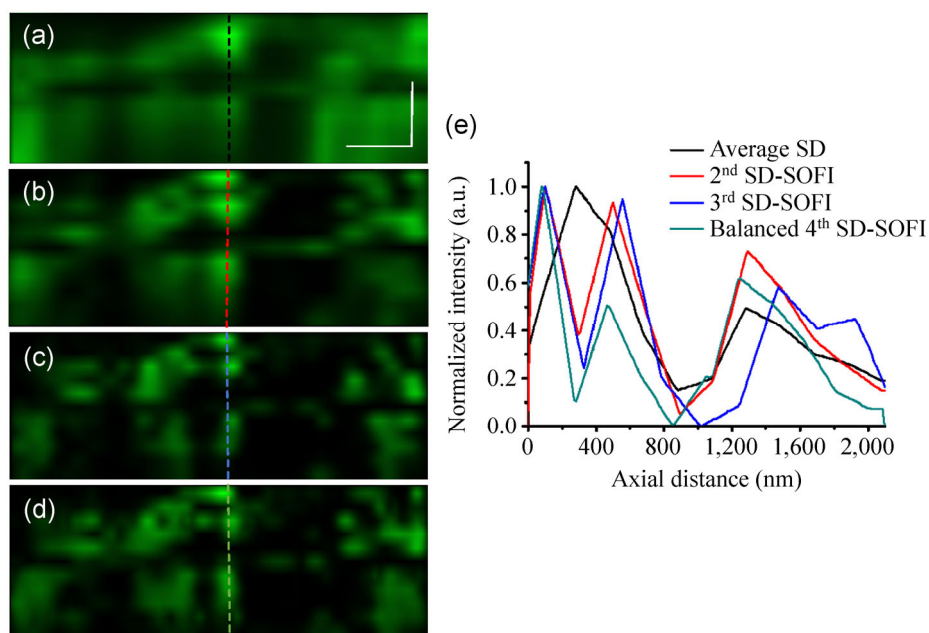 (a)
(b)
(c)
(d)
(e)
Average SD
2nd SD-SOFI
3rd SD-SOFI
Balanced 4th SD-SOFI
Normalized intensity (a.u.)
1.0
0.8
0.6
0.4
0.2
0.0
0 400 800 1,200 1,600 2,000
Axial distance (nm)